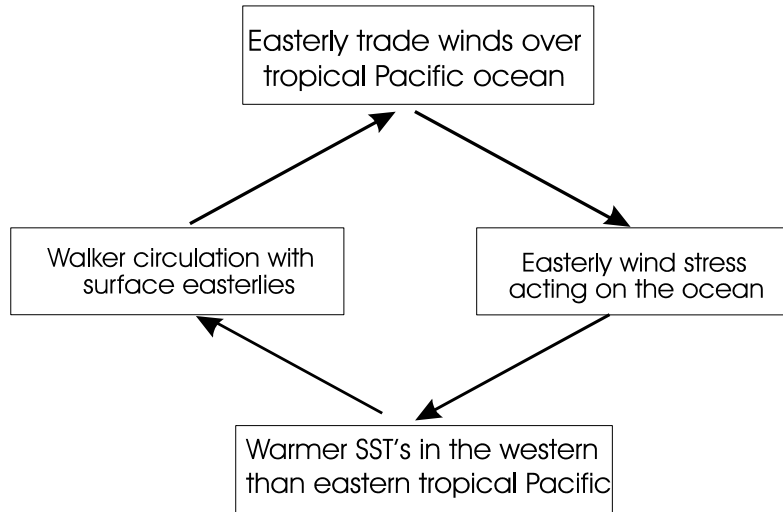 Easterly trade winds over
tropical Pacific ocean
Walker circulation with
surface easterlies
Easterly wind stress
acting on the ocean
Warmer SST's in the western
than eastern tropical Pacific